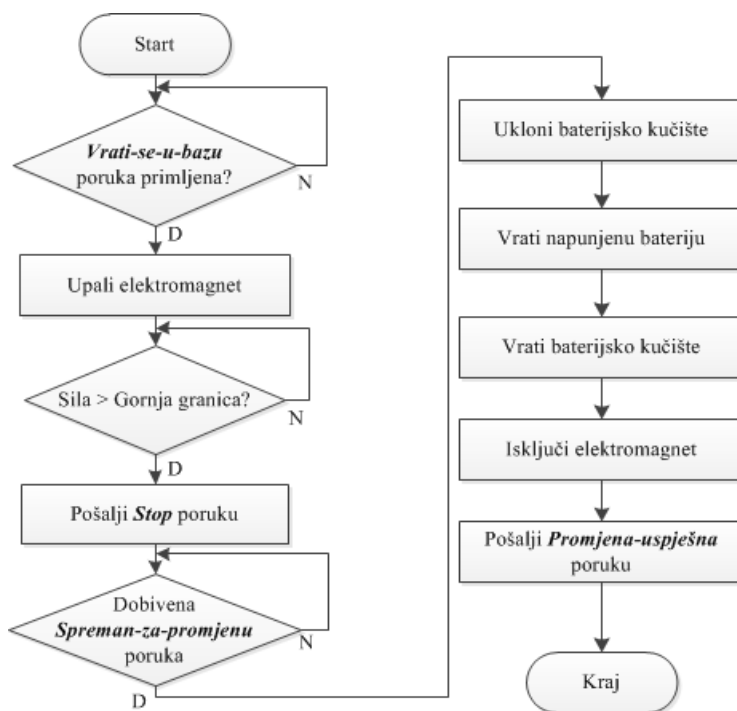 Start
Vrati-se-u-bazu
poruka primljena?
N
D
Upali elektromagnet
Sila > Gornja granica?
N
D
Pošalji Stop poruku
Dobivena
Spreman-za-promjenu
poruka
N
D
Ukloni baterijsko kučište
Vrati napunjenu bateriju
Vrati baterijsko kučište
Isključi elektromagnet
Pošalji Promjena-uspješna
poruku
Kraj